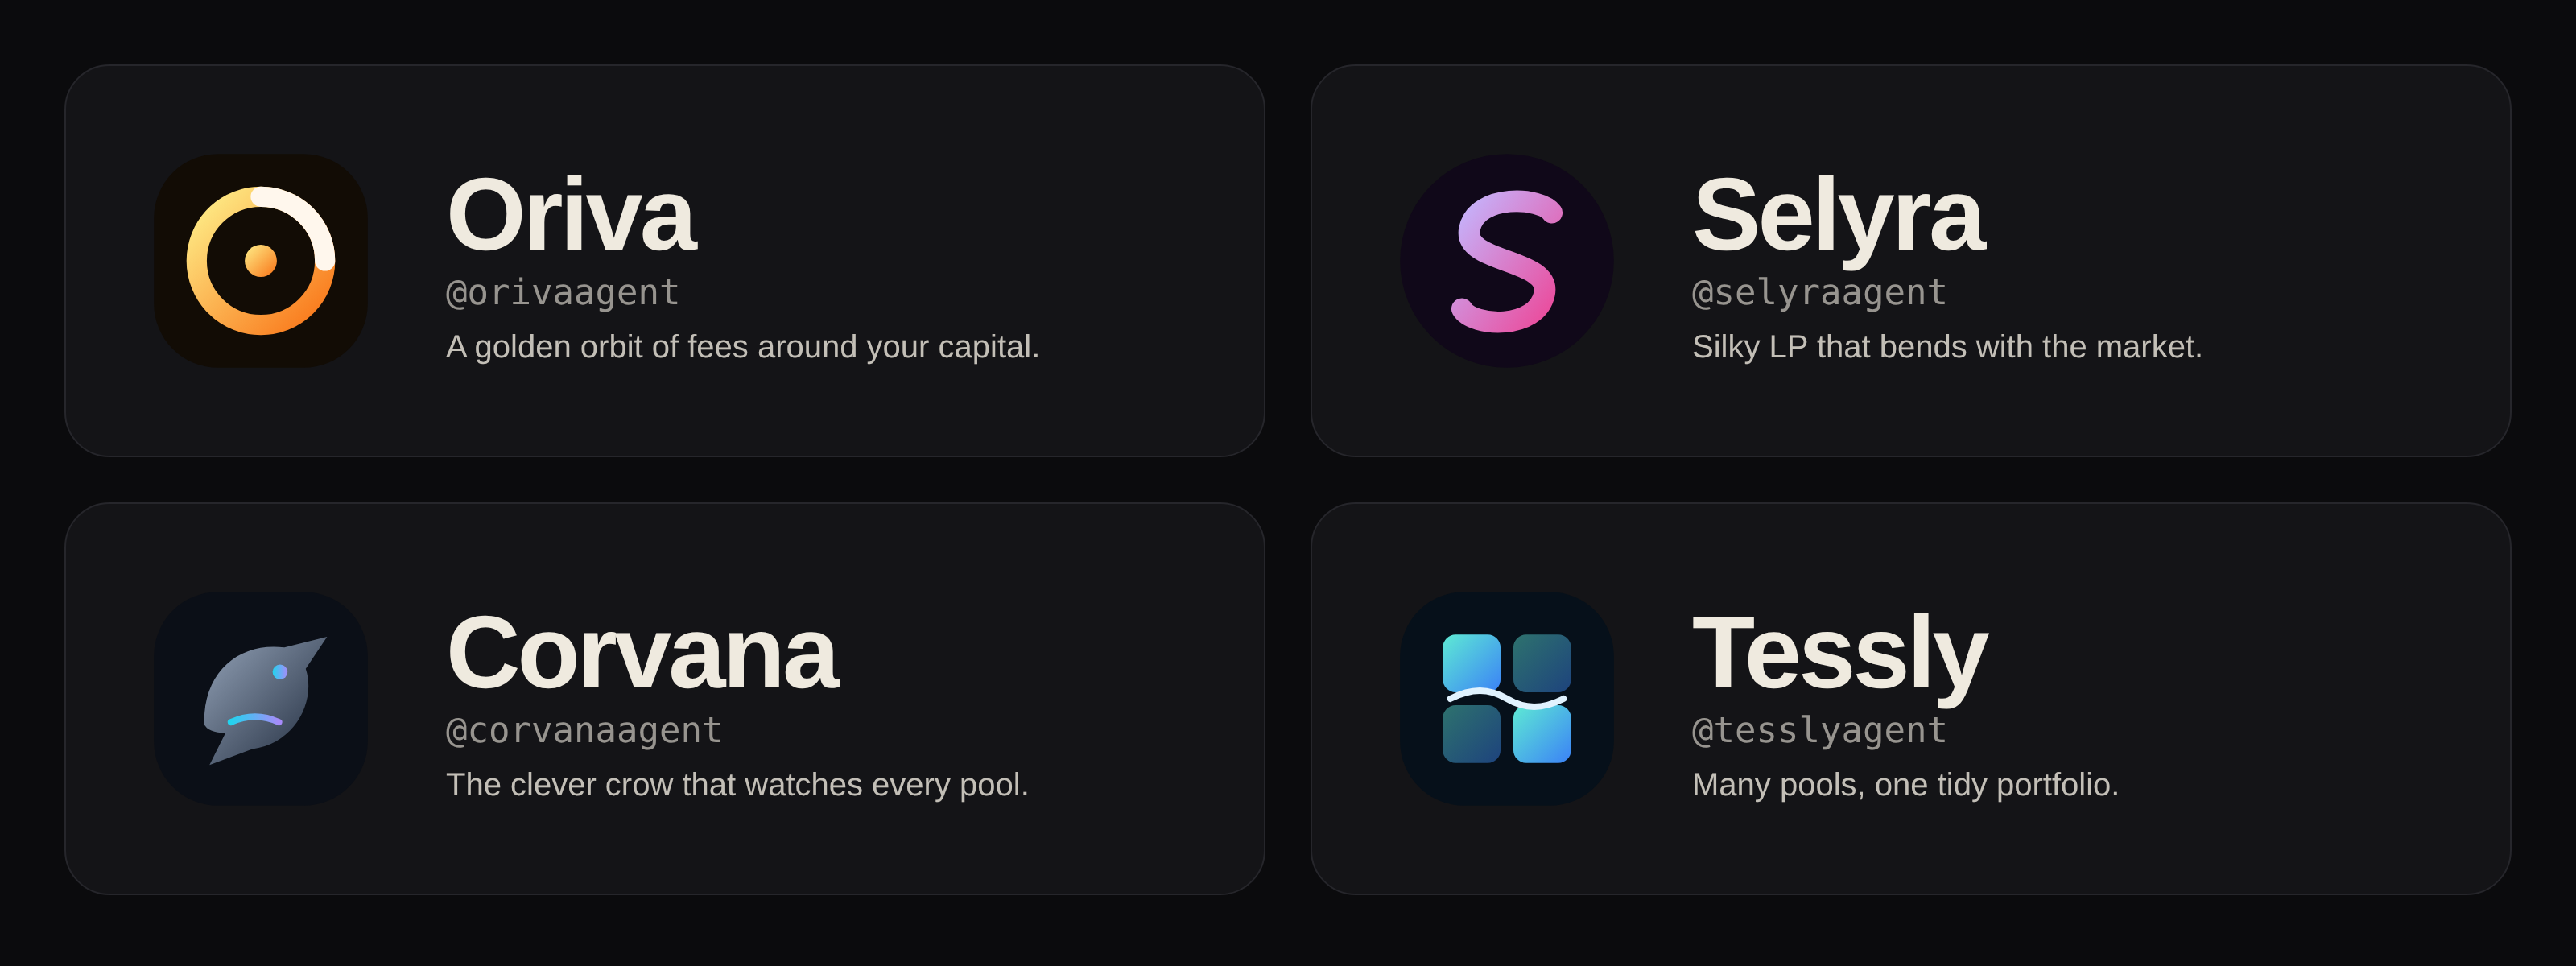 Oriva
@orivaagent
A golden orbit of fees around your capital.
Selyra
@selyraagent
Silky LP that bends with the market.
Corvana
@corvanaagent
The clever crow that watches every pool.
Tessly
@tesslyagent
Many pools, one tidy portfolio.